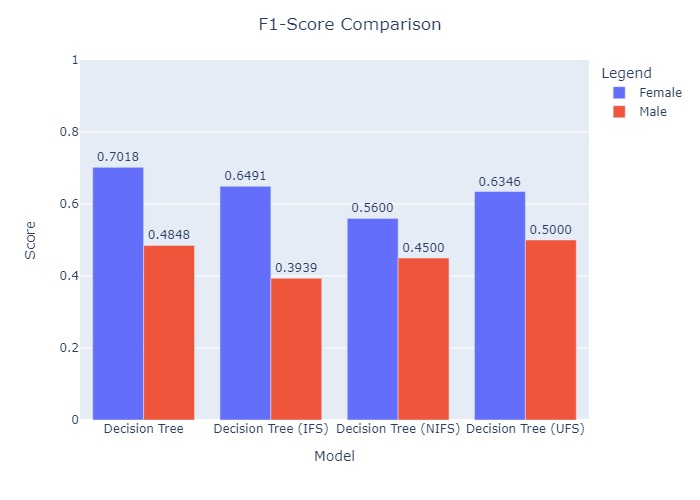 F1-Score Comparison
Legend
Female
Male
1
0.8
0.6
0.4
0.2
0
Score
0.7018
0.4848
0.6491
0.3939
0.5600
0.4500
0.6346
0.5000
Decision Tree
Decision Tree (IFS)
Decision Tree (NIFS)
Decision Tree (UFS)
Model